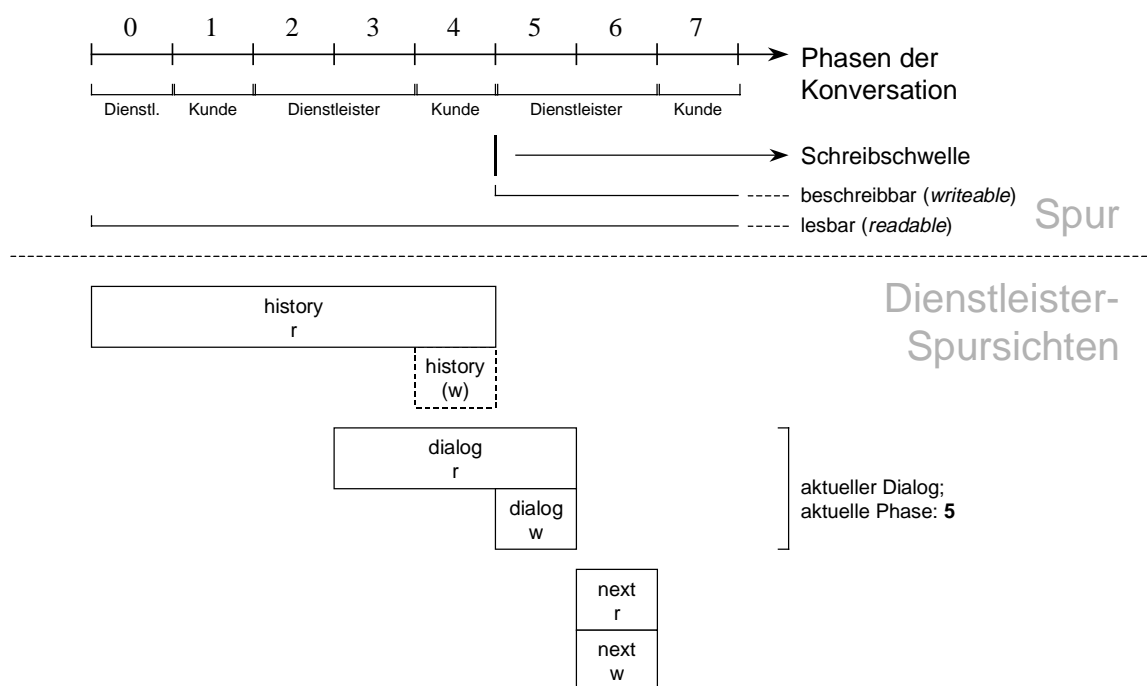 0 1 2 3 4 5 6 7
Phasen der
Konversation
Dienstl. Kunde Dienstleister Kunde Dienstleister Kunde
Schreibschwelle
beschreibbar (writeable)
lesbar (readable)
Spur
Dienstleister-
Spursichten
history
r
history
(w)
dialog
r
dialog
w
aktueller Dialog;
aktuelle Phase: 5
next
r
next
w